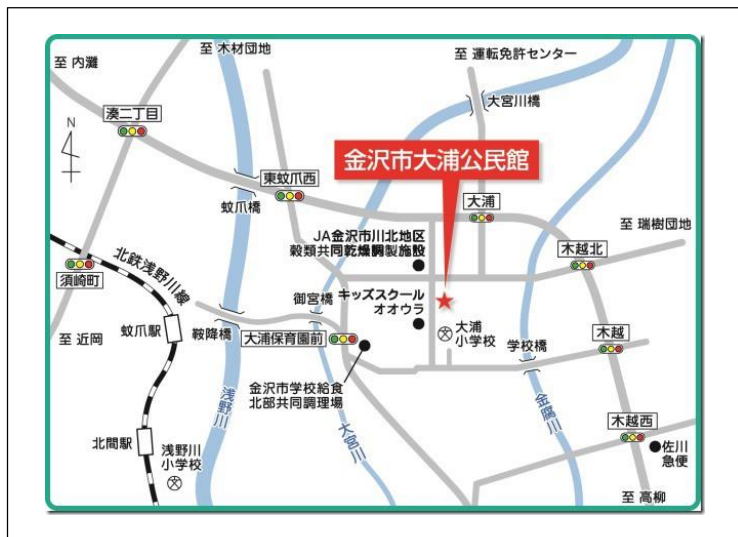 至 内灘
至 木材団地
至 運転免許センター
湊二丁目
大宮川橋
N
金沢市大浦公民館
東蚊爪西
蚊爪橋
大浦
至 瑞樹団地
JA金沢市川北地区
穀類共同乾燥調製施設
木越北
北鉄浅野川線
須崎町
御宮橋
キッズスクール
オオウラ
蚊爪駅
至 近岡
鞍降橋
大浦保育園前
大浦
小学校
学校橋
木越
金沢市学校給食
北部共同調理場
浅野川
大宮川
金腐川
木越西
北間駅
浅野川
小学校
佐川
急便
至 高柳